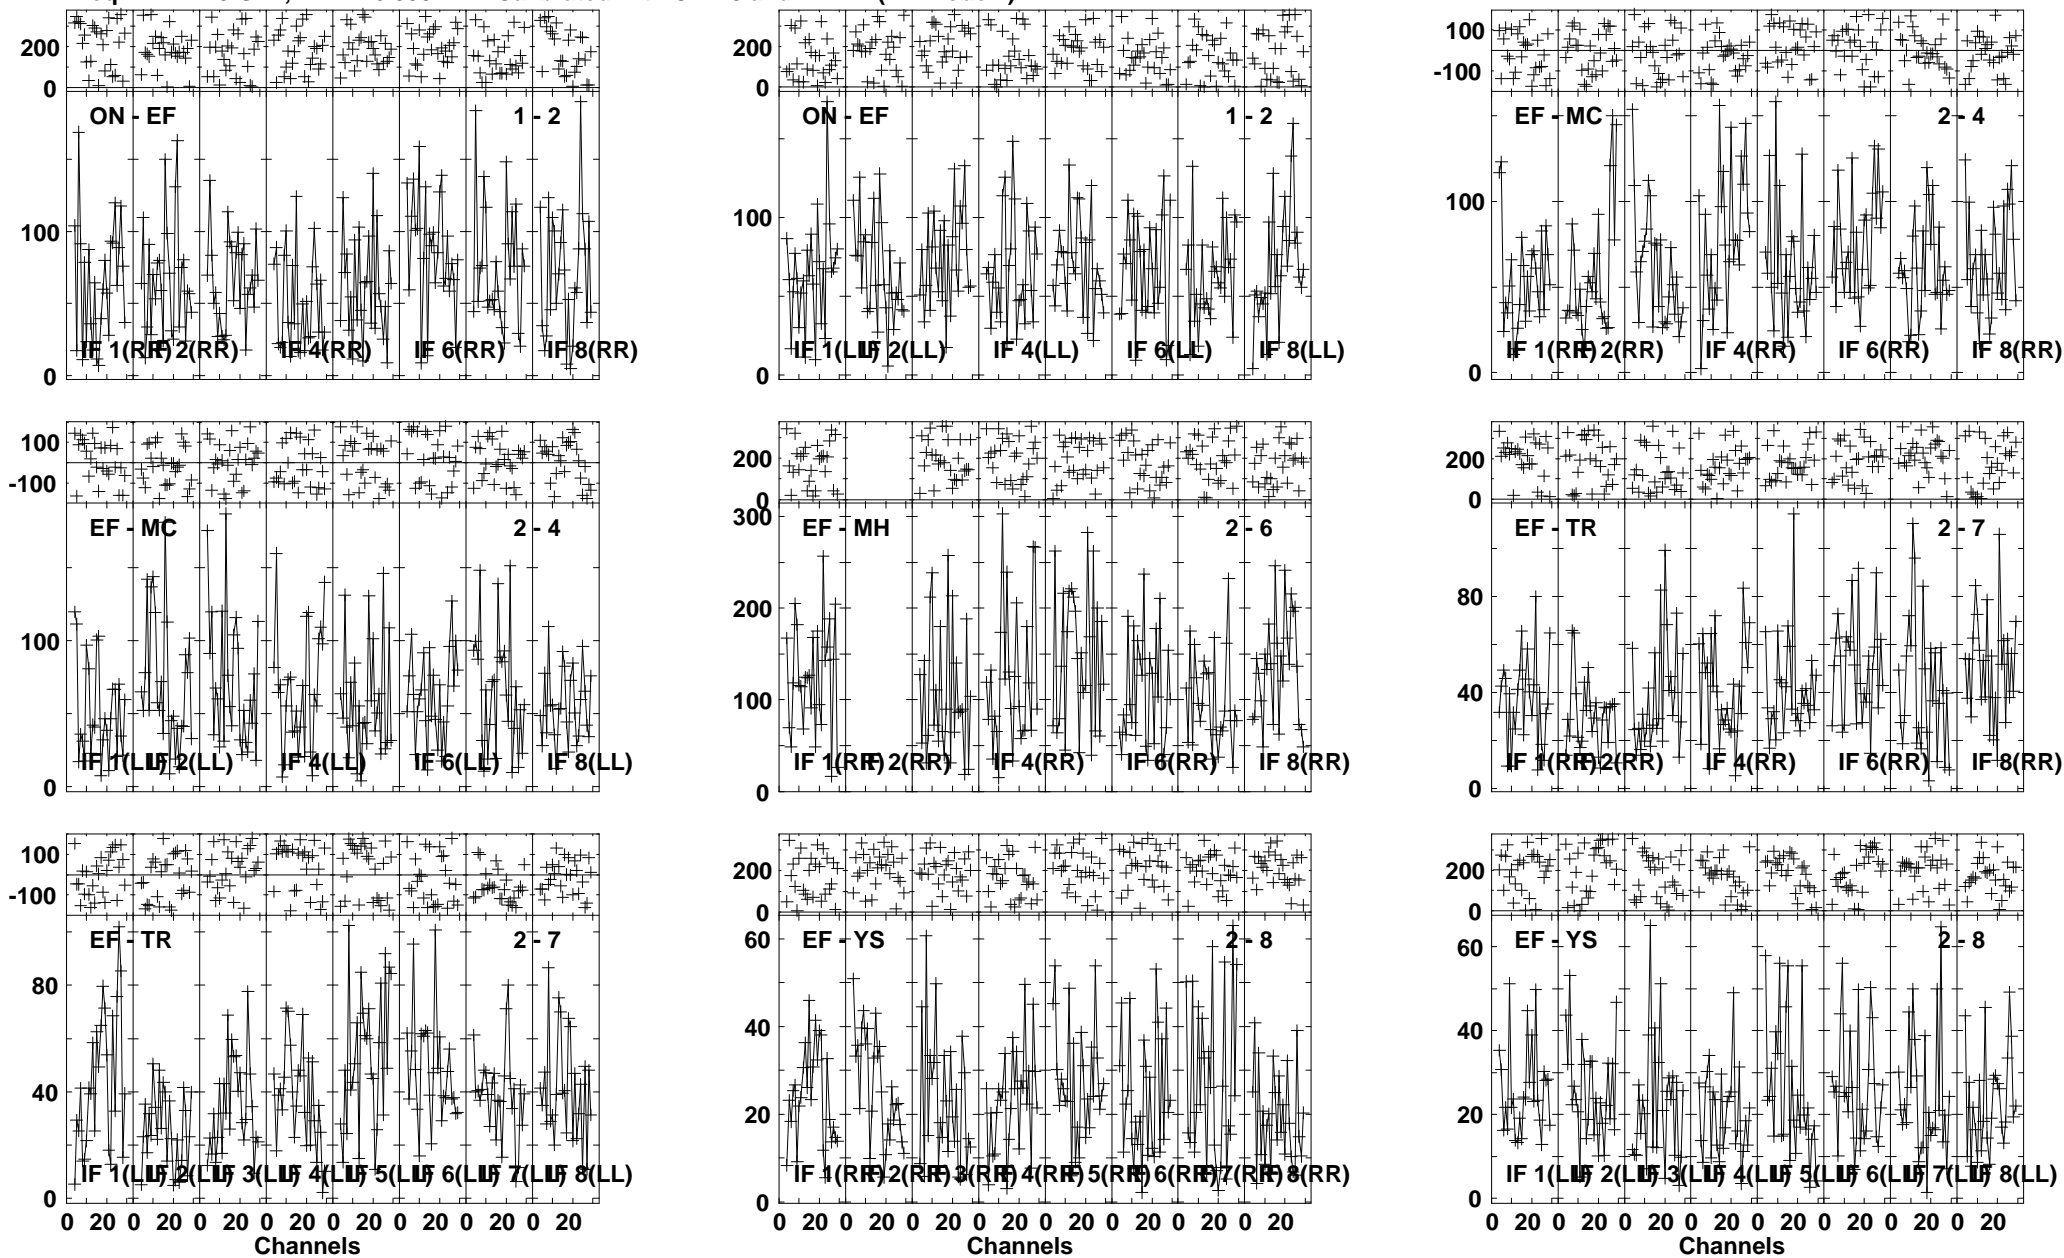 200
0
200
0
100
-100
ON - EF 1 - 2
ON - EF 1 - 2
EF - MC 2 - 4
100
0
100
0
100
0
IF 1(RR) IF 2(RR) IF 4(RR) IF 6(RR) IF 8(RR)
IF 1(LL) IF 2(LL) IF 4(LL) IF 6(LL) IF 8(LL)
IF 1(RR) IF 2(RR) IF 4(RR) IF 6(RR) IF 8(RR)
100
-100
200
0
200
0
EF - MC 2 - 4
EF - MH 2 - 6
EF - TR 2 - 7
100
0
300
200
100
0
80
40
0
IF 1(LL) IF 2(LL) IF 4(LL) IF 6(LL) IF 8(LL)
IF 1(RR) IF 2(RR) IF 4(RR) IF 6(RR) IF 8(RR)
IF 1(RR) IF 2(RR) IF 4(RR) IF 6(RR) IF 8(RR)
100
-100
200
0
200
0
EF - TR 2 - 7
EF - YS 2 - 8
EF - YS 2 - 8
80
40
0
60
40
20
0
60
40
20
0
IF 1(LL) IF 2(LL) IF 3(LL) IF 4(LL) IF 5(LL) IF 6(LL) IF 7(LL) IF 8(LL)
IF 1(RR) IF 2(RR) IF 3(RR) IF 4(RR) IF 5(RR) IF 6(RR) IF 7(RR) IF 8(RR)
IF 1(LL) IF 2(LL) IF 3(LL) IF 4(LL) IF 5(LL) IF 6(LL) IF 7(LL) IF 8(LL)
0 20 0 20 0 20 0 20 0 20 0 20 0 20 0 20
0 20 0 20 0 20 0 20 0 20 0 20 0 20 0 20
0 20 0 20 0 20 0 20 0 20 0 20 0 20 0 20
Channels
Channels
Channels